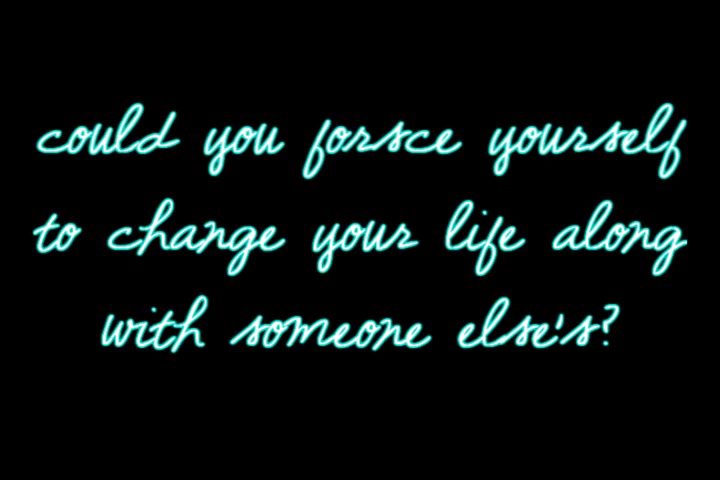 could you forsce yourself
to change your life along
with someone else's?